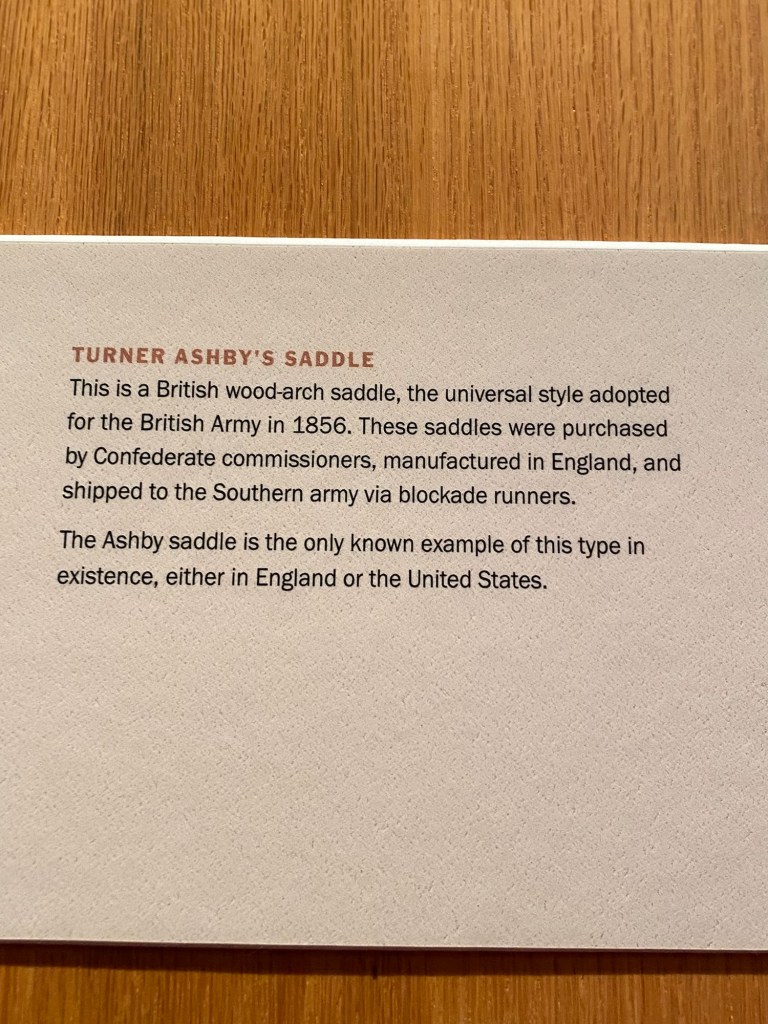 TURNER ASHBY'S SADDLE
This is a British wood-arch saddle, the universal style adopted
for the British Army in 1856. These saddles were purchased
by Confederate commissioners, manufactured in England, and
shipped to the Southern army via blockade runners.
The Ashby saddle is the only known example of this type in
existence, either in England or the United States.